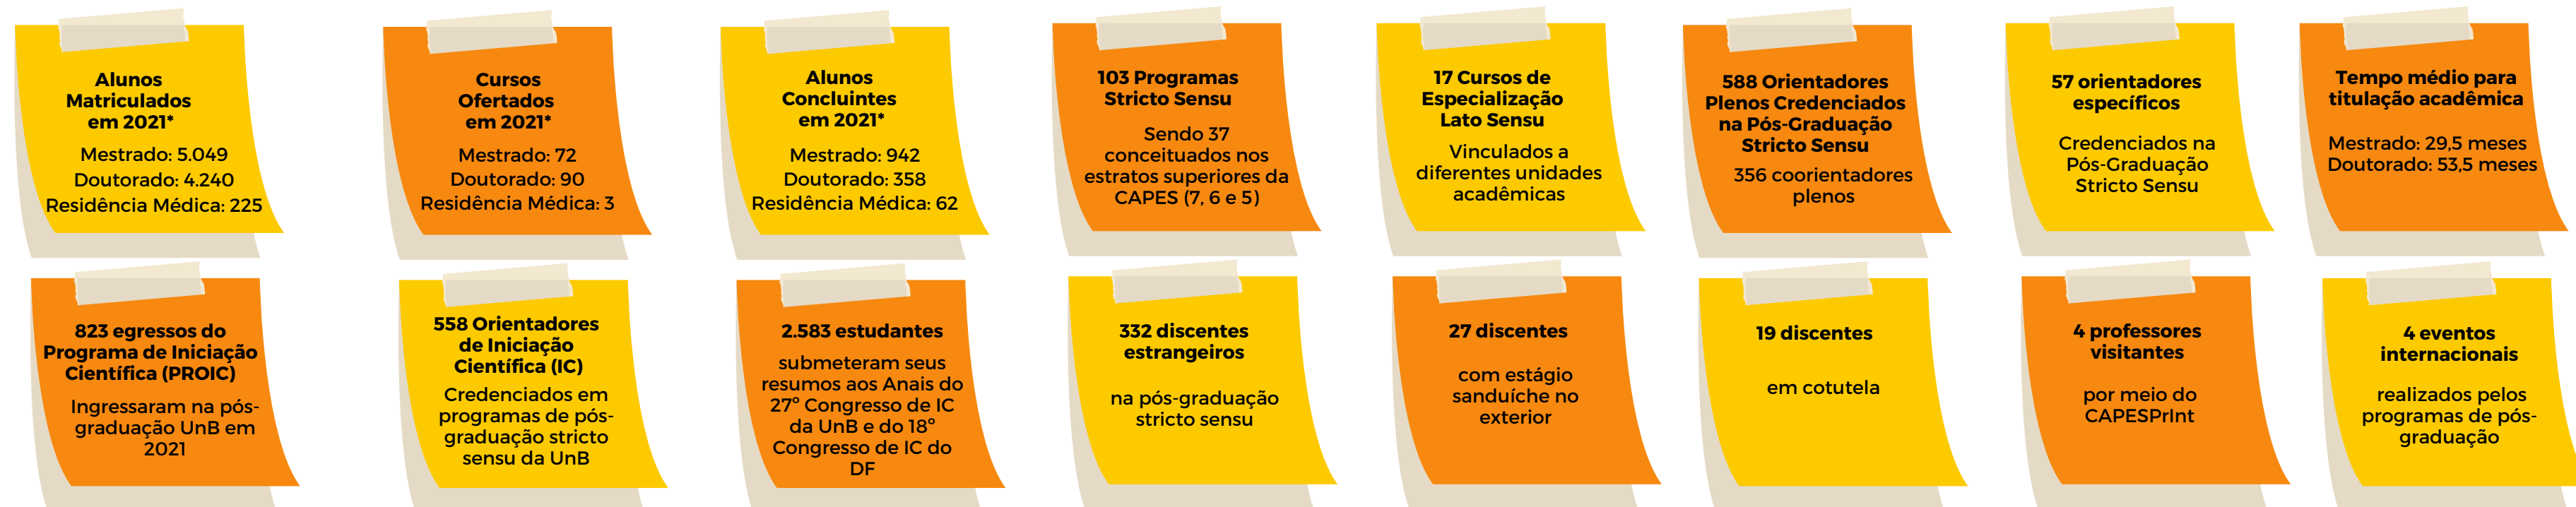 Alunos
Matriculados
em 2021*
Mestrado: 5.049
Doutorado: 4.240
Residência Médica: 225
Cursos
Ofertados
em 2021*
Mestrado: 72
Doutorado: 90
Residência Médica: 3
Alunos
Concluintes
em 2021*
Mestrado: 942
Doutorado: 358
Residência Médica: 62
103 Programas
Stricto Sensu
Sendo 37
conceituados nos
estratos superiores da
CAPES (7, 6 e 5)
17 Cursos de
Especialização
Lato Sensu
Vinculados a
diferentes unidades
acadêmicas
588 Orientadores
Plenos Credenciados
na Pós-Graduação
Stricto Sensu
356 coorientadores
plenos
57 orientadores
específicos
Credenciados na
Pós-Graduação
Stricto Sensu
Tempo médio para
titulação acadêmica
Mestrado: 29,5 meses
Doutorado: 53,5 meses
823 egressos do
Programa de Iniciação
Científica (PROIC)
Ingressaram na pós-
graduação UnB em
2021
558 Orientadores
de Iniciação
Científica (IC)
Credenciados em
programas de pós-
graduação stricto
sensu da UnB
2.583 estudantes
submeteram seus
resumos aos Anais do
27º Congresso de IC
da UnB e do 18º
Congresso de IC do
DF
332 discentes
estrangeiros
na pós-graduação
stricto sensu
27 discentes
com estágio
sanduíche no
exterior
19 discentes
em cotutela
4 professores
visitantes
por meio do
CAPESPrInt
4 eventos
internacionais
realizados pelos
programas de pós-
graduação